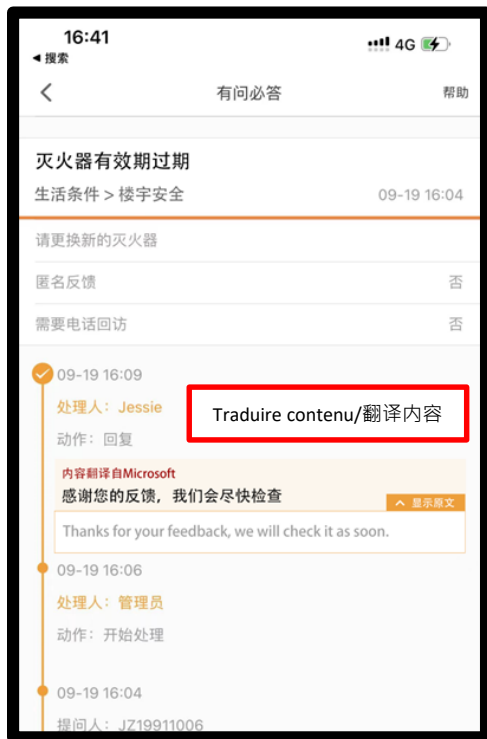 16:41
4G
◀ 搜索
有问必答
帮助
灭火器有效期过期
生活条件 > 楼宇安全
09-19 16:04
请更换新的灭火器
匿名反馈
否
需要电话回访
否
09-19 16:09
处理人：Jessie
Traduire contenu/翻译内容
动作：回复
内容翻译自Microsoft
感谢您的反馈，我们会尽快检查
显示原文
Thanks for your feedback, we will check it as soon.
09-19 16:06
处理人：管理员
动作：开始处理
09-19 16:04
提问人：JZ19911006